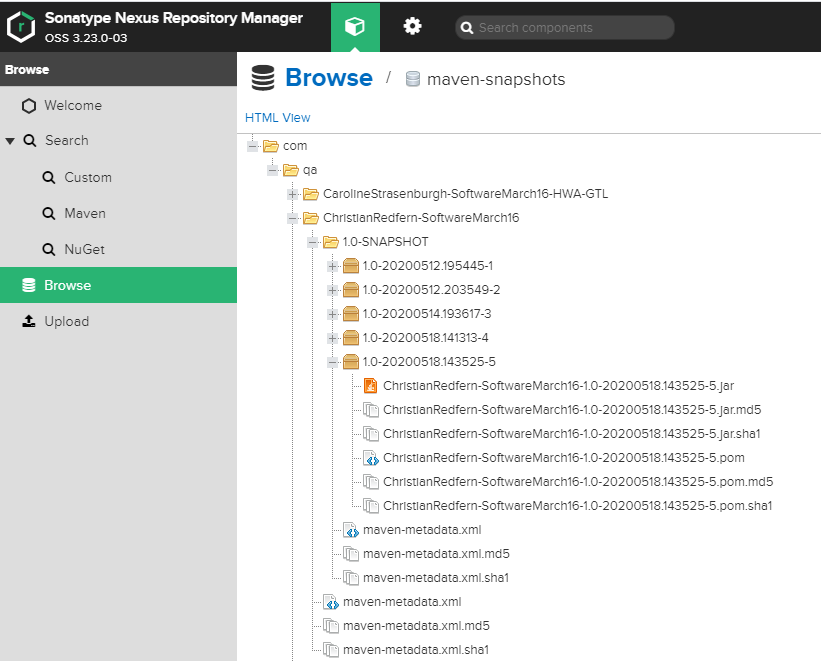 Sonatype Nexus Repository Manager
OSS 3.23.0-03
Search components
Browse
Welcome
Search
Custom
Maven
NuGet
Browse
Upload
Browse / maven-snapshots
HTML View
com
qa
CarolineStrasenburgh-SoftwareMarch16-HWA-GTL
ChristianRedfern-SoftwareMarch16
1.0-SNAPSHOT
1.0-20200512.195445-1
1.0-20200512.203549-2
1.0-20200514.193617-3
1.0-20200518.141313-4
1.0-20200518.143525-5
ChristianRedfern-SoftwareMarch16-1.0-20200518.143525-5.jar
ChristianRedfern-SoftwareMarch16-1.0-20200518.143525-5.jar.md5
ChristianRedfern-SoftwareMarch16-1.0-20200518.143525-5.jar.sha1
ChristianRedfern-SoftwareMarch16-1.0-20200518.143525-5.pom
ChristianRedfern-SoftwareMarch16-1.0-20200518.143525-5.pom.md5
ChristianRedfern-SoftwareMarch16-1.0-20200518.143525-5.pom.sha1
maven-metadata.xml
maven-metadata.xml.md5
maven-metadata.xml.sha1
maven-metadata.xml
maven-metadata.xml.md5
maven-metadata.xml.sha1